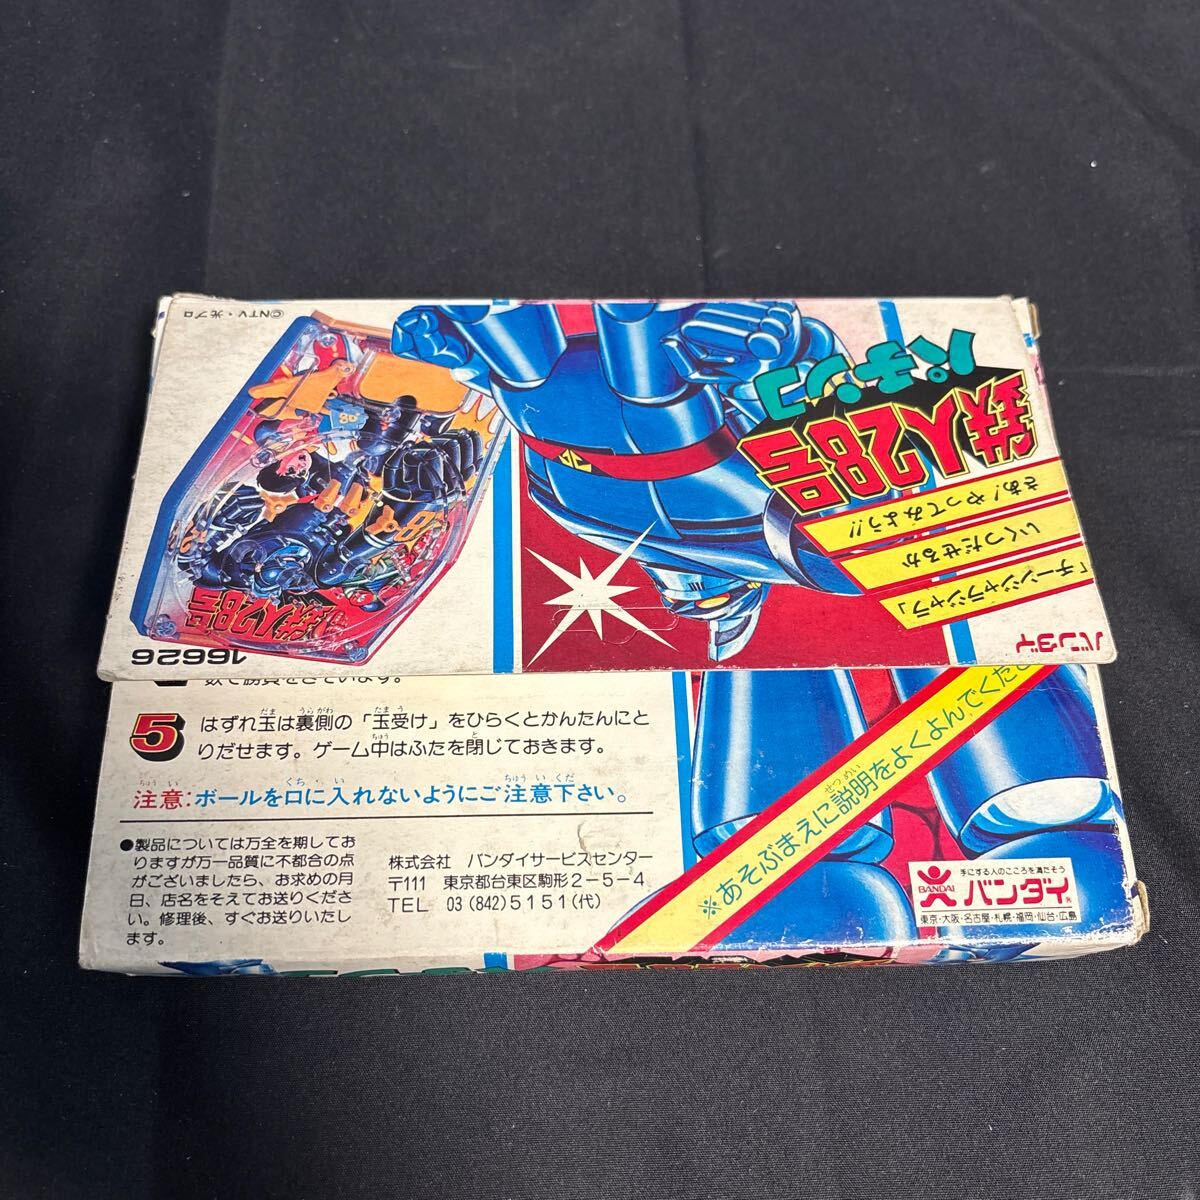 バンダイ
「チーンジャラジャラ」
いくつだせるか
さあ!やってみよう!!
鉄人28号
パチンコ
16626
鉄人28号
©NTV・光プロ
5
はずれ玉は裏側の「玉受け」をひらくとかんたんにと
りだせます。ゲーム中はふたを閉じておきます。
注意:ボールを口に入れないようにご注意下さい。
●製品については万全を期してお
りますが万一品質に不都合の点
がございましたら、お求めの月
日、店名をそえてお送りくださ
い。修理後、すぐお送りいたし
ます。
株式会社 バンダイサービスセンター
〒111 東京都台東区駒形2-5-4
TEL 03(842)5151(代)
※あそぶまえに説明をよくよんでくださ
手にする人のこころを満たそう
BANDAI バンダイ®
東京・大阪・名古屋・札幌・福岡・仙台・広島